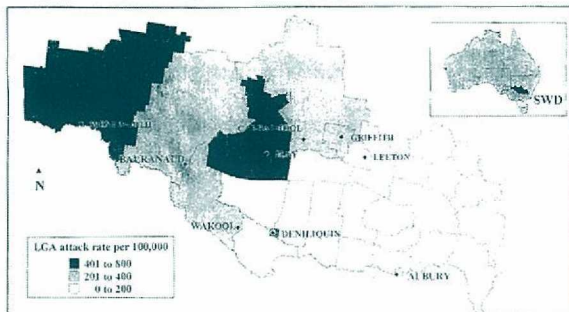 SWD
GRIFFITH
LEETON
BALRANALD
N
WAKOOL
DENILIQUIN
LGA attack rate per 100,000
401 to 800
201 to 400
0 to 200
ALBURY